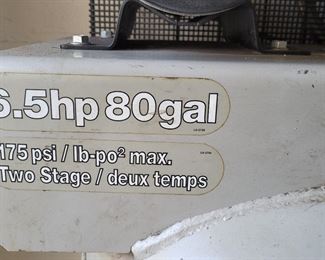 6.5hp 80gal
175 psi / lb-po² max.
Two Stage / deux temps